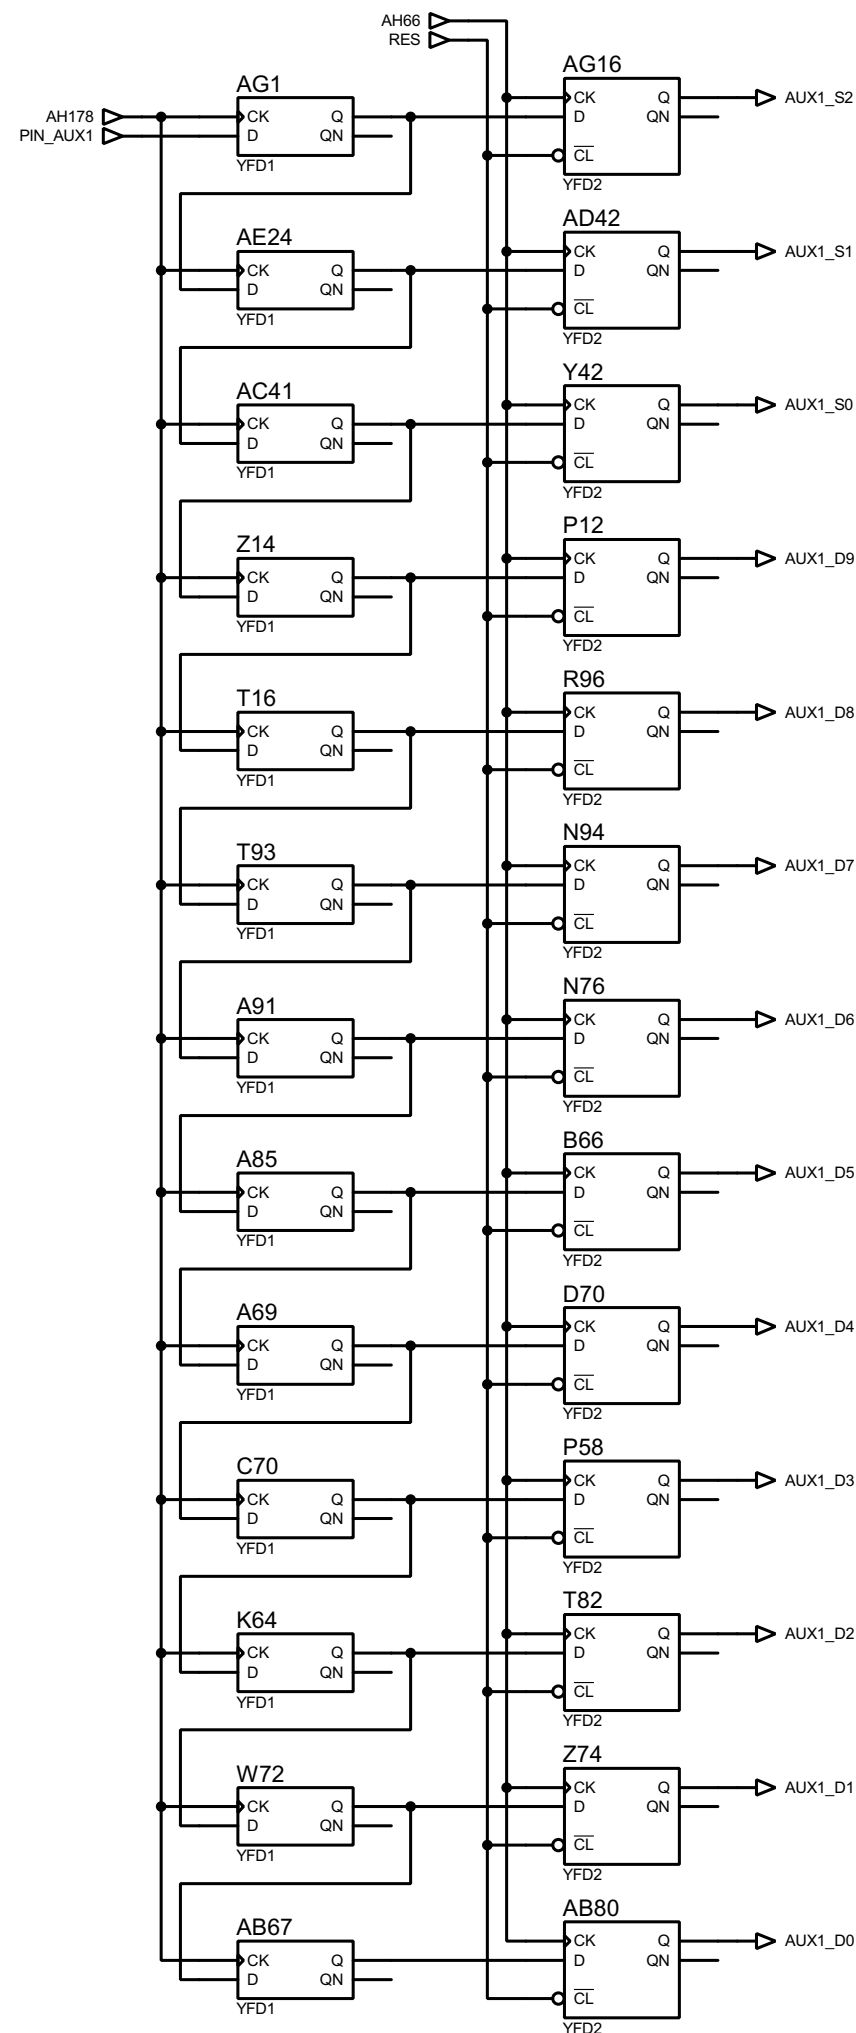 AH66
RES
AG1
AG16
AH178
PIN_AUX1
CK Q
D QN
YFD1
CK Q
D QN
CL
YFD2
AUX1_S2
AE24
CK Q
D QN
YFD1
AD42
CK Q
D QN
CL
YFD2
AUX1_S1
AC41
CK Q
D QN
YFD1
Y42
CK Q
D QN
CL
YFD2
AUX1_S0
Z14
CK Q
D QN
YFD1
P12
CK Q
D QN
CL
YFD2
AUX1_D9
T16
CK Q
D QN
YFD1
R96
CK Q
D QN
CL
YFD2
AUX1_D8
T93
CK Q
D QN
YFD1
N94
CK Q
D QN
CL
YFD2
AUX1_D7
A91
CK Q
D QN
YFD1
N76
CK Q
D QN
CL
YFD2
AUX1_D6
A85
CK Q
D QN
YFD1
B66
CK Q
D QN
CL
YFD2
AUX1_D5
A69
CK Q
D QN
YFD1
D70
CK Q
D QN
CL
YFD2
AUX1_D4
C70
CK Q
D QN
YFD1
P58
CK Q
D QN
CL
YFD2
AUX1_D3
K64
CK Q
D QN
YFD1
T82
CK Q
D QN
CL
YFD2
AUX1_D2
W72
CK Q
D QN
YFD1
Z74
CK Q
D QN
CL
YFD2
AUX1_D1
AB67
CK Q
D QN
YFD1
AB80
CK Q
D QN
CL
YFD2
AUX1_D0